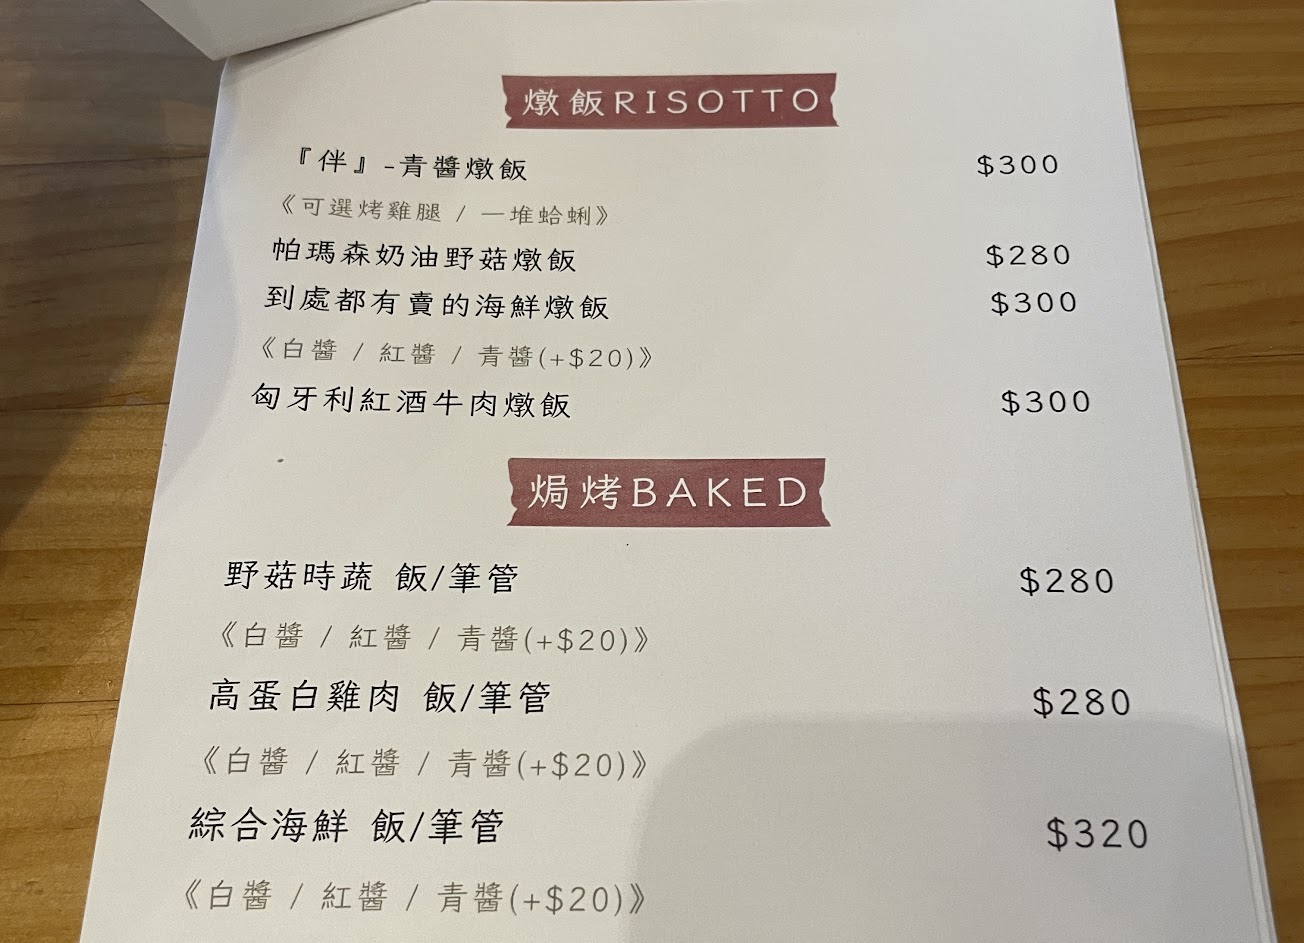 燉飯RISOTTO
『伴』-青醬燉飯 $300
《可選烤雞腿 / 一堆蛤蜊》
帕瑪森奶油野菇燉飯 $280
到處都有賣的海鮮燉飯 $300
《白醬 / 紅醬 / 青醬(+$20)》
匈牙利紅酒牛肉燉飯 $300
焗烤BAKED
野菇時蔬 飯/筆管 $280
《白醬 / 紅醬 / 青醬(+$20)》
高蛋白雞肉 飯/筆管 $280
《白醬 / 紅醬 / 青醬(+$20)》
綜合海鮮 飯/筆管 $320
《白醬 / 紅醬 / 青醬(+$20)》